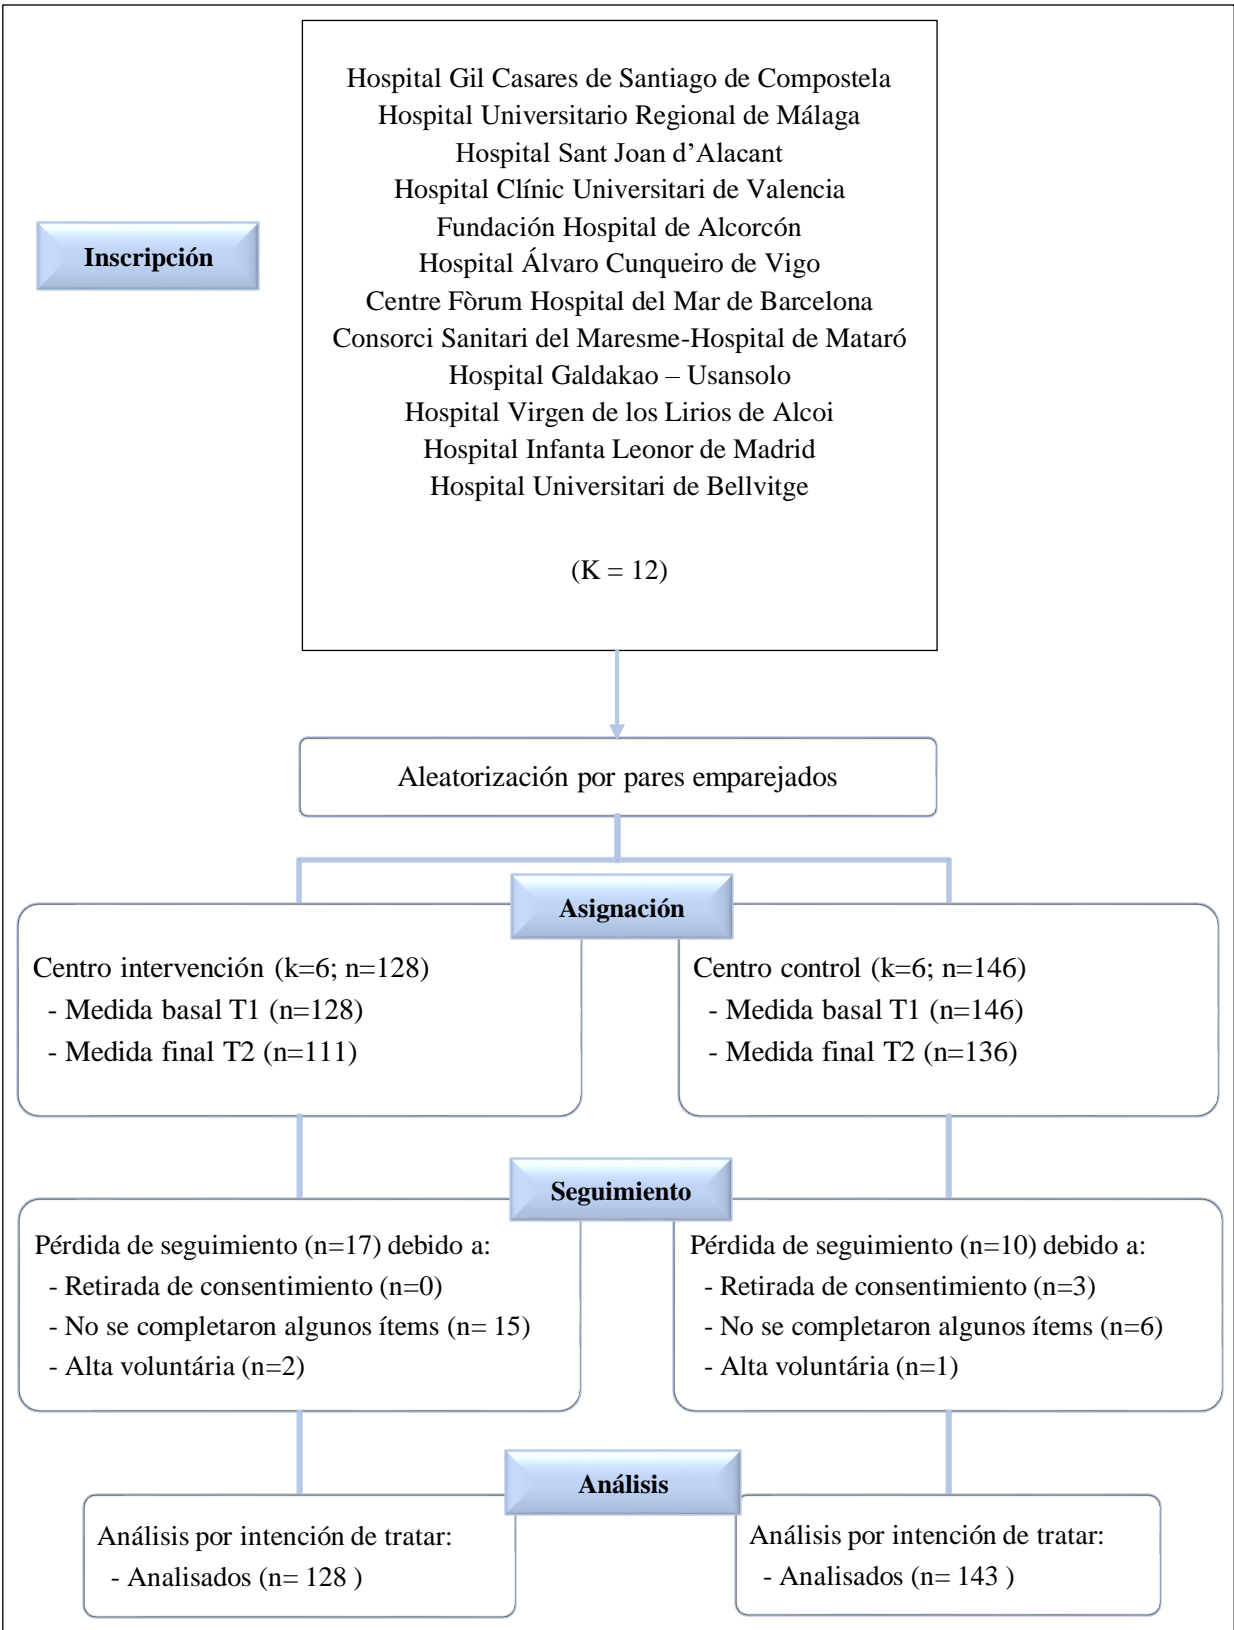 Hospital Gil Casares de Santiago de Compostela
Hospital Universitario Regional de Málaga
Hospital Sant Joan d’Alacant
Hospital Clínic Universitari de Valencia
Fundación Hospital de Alcorcón
Hospital Álvaro Cunqueiro de Vigo
Centre Fòrum Hospital del Mar de Barcelona
Consorci Sanitari del Maresme-Hospital de Mataró
Hospital Galdakao – Usansolo
Hospital Virgen de los Lirios de Alcoi
Hospital Infanta Leonor de Madrid
Hospital Universitari de Bellvitge
(K = 12)
Inscripción
Aleatorización por pares emparejados
Asignación
Centro intervención (k=6; n=128)
- Medida basal T1 (n=128)
- Medida final T2 (n=111)
Centro control (k=6; n=146)
- Medida basal T1 (n=146)
- Medida final T2 (n=136)
Seguimiento
Pérdida de seguimiento (n=17) debido a:
- Retirada de consentimiento (n=0)
- No se completaron algunos ítems (n= 15)
- Alta voluntária (n=2)
Pérdida de seguimiento (n=10) debido a:
- Retirada de consentimiento (n=3)
- No se completaron algunos ítems (n=6)
- Alta voluntária (n=1)
Análisis
Análisis por intención de tratar:
- Analisados (n= 128 )
Análisis por intención de tratar:
- Analisados (n= 143 )